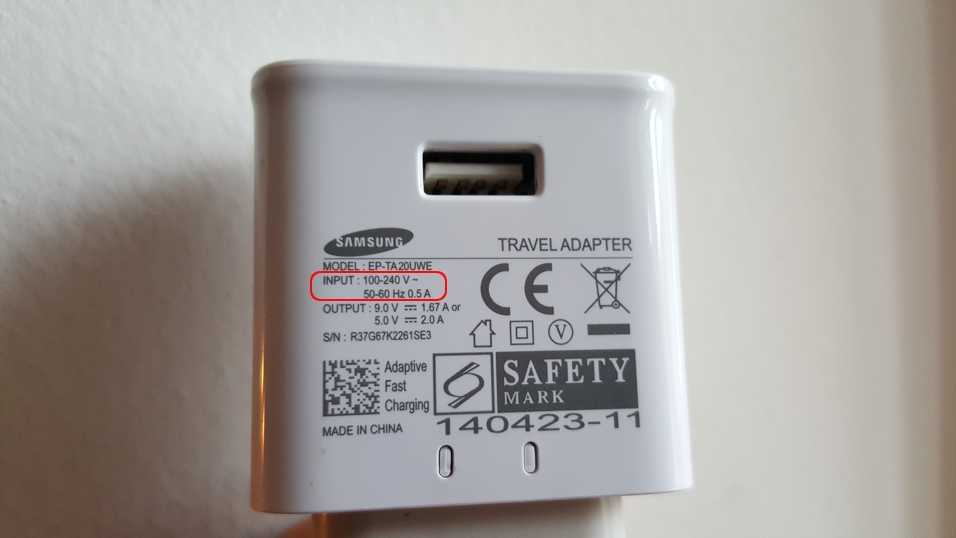 SAMSUNG
TRAVEL ADAPTER
MODEL : EP-TA20UWE
INPUT : 100-240 V ~
50-60 Hz 0.5 A
OUTPUT : 9.0 V ⎓ 1.67 A or
5.0 V ⎓ 2.0 A
S/N : R37G67K2261SE3
CE
V
Adaptive
Fast
Charging
SAFETY
MARK
140423-11
MADE IN CHINA